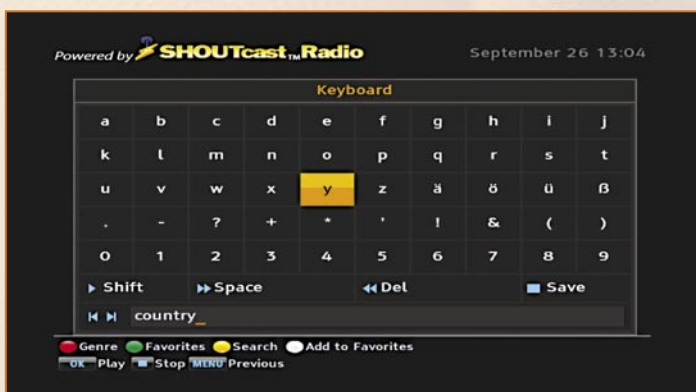 Powered by SHOUTcast™ Radio September 26 13:04
Keyboard
a b c d e f g h i j
k l m n o p q r s t
u v w x y z ä ö ü ß
. - ? + * ' ! & ( )
0 1 2 3 4 5 6 7 8 9
Shift Space Del Save
country_
Genre Favorites Search Add to Favorites
OK Play Stop MENU Previous